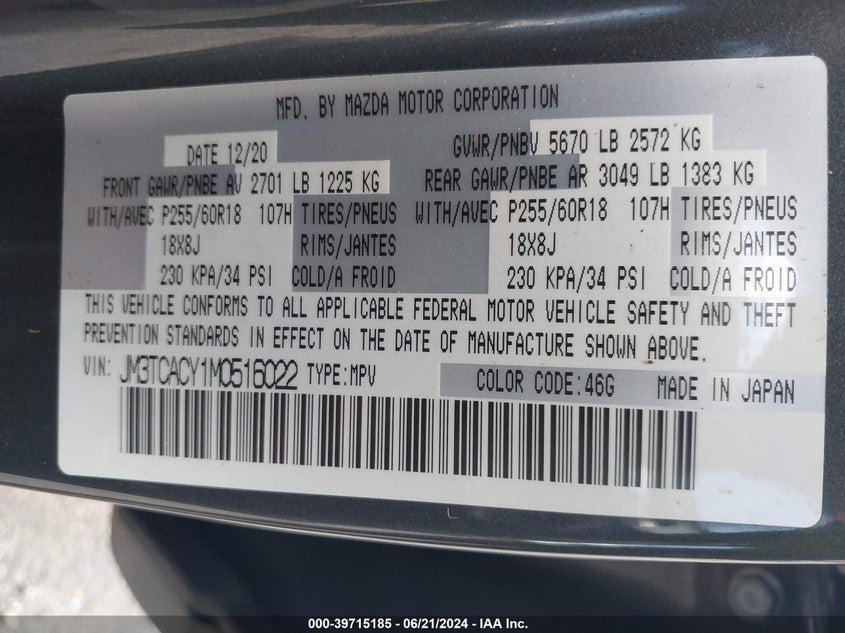 MFD. BY MAZDA MOTOR CORPORATION
DATE 12/20 GVWR/PNBV 5670 LB 2572 KG
FRONT GAWR/PNBE AV 2701 LB 1225 KG REAR GAWR/PNBE AR 3049 LB 1383 KG
WITH/AVEC P255/60R18 107H TIRES/PNEUS WITH/AVEC P255/60R18 107H TIRES/PNEUS
18X8J RIMS/JANTES 18X8J RIMS/JANTES
230 KPA/34 PSI COLD/A FROID 230 KPA/34 PSI COLD/A FROID
THIS VEHICLE CONFORMS TO ALL APPLICABLE FEDERAL MOTOR VEHICLE SAFETY AND THEFT
PREVENTION STANDARDS IN EFFECT ON THE DATE OF MANUFACTURE SHOWN ABOVE.
VIN: JM3TCACY1M0516022 TYPE:MPV COLOR CODE:46G MADE IN JAPAN
000-39715185 - 06/21/2024 - IAA Inc.